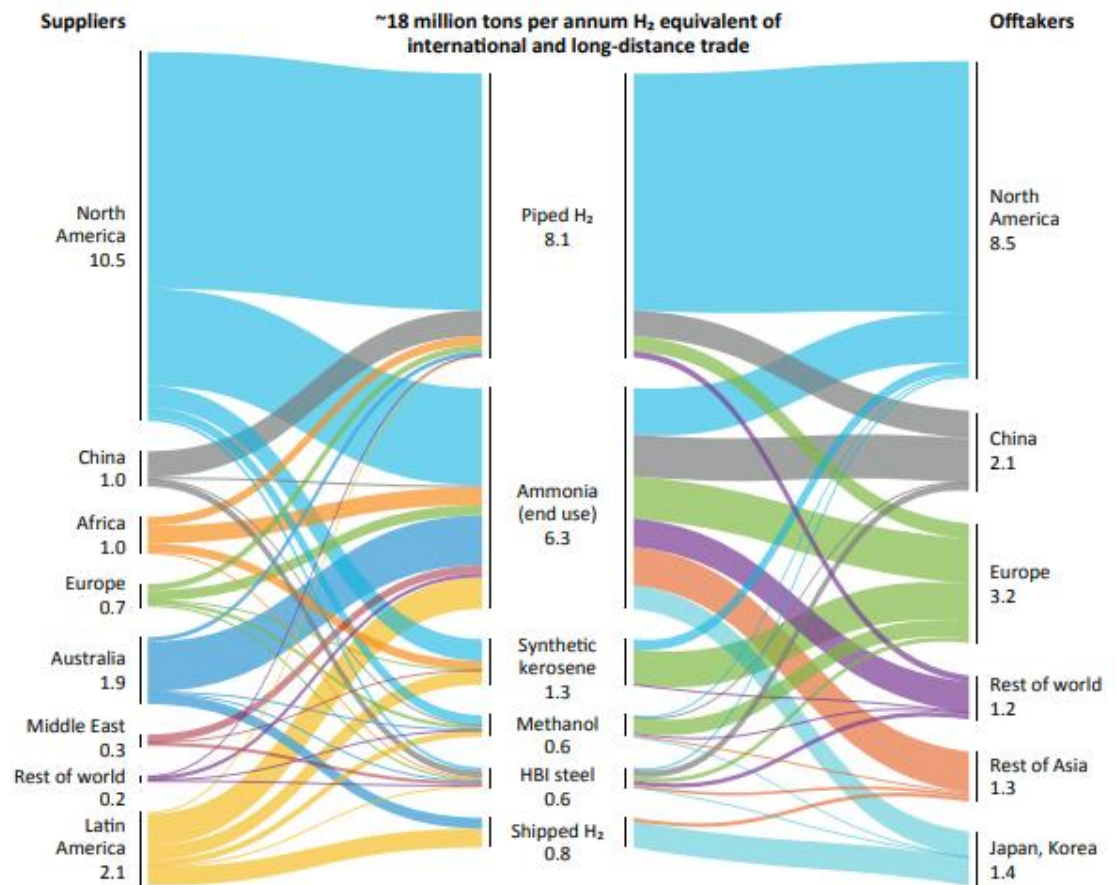 Suppliers
~18 million tons per annum H₂ equivalent of
international and long-distance trade
Offtakers
North
America
10.5
China
1.0
Africa
1.0
Europe
0.7
Australia
1.9
Middle East
0.3
Rest of world
0.2
Latin
America
2.1
Piped H₂
8.1
Ammonia
(end use)
6.3
Synthetic
kerosene
1.3
Methanol
0.6
HBI steel
0.6
Shipped H₂
0.8
North
America
8.5
China
2.1
Europe
3.2
Rest of world
1.2
Rest of Asia
1.3
Japan, Korea
1.4